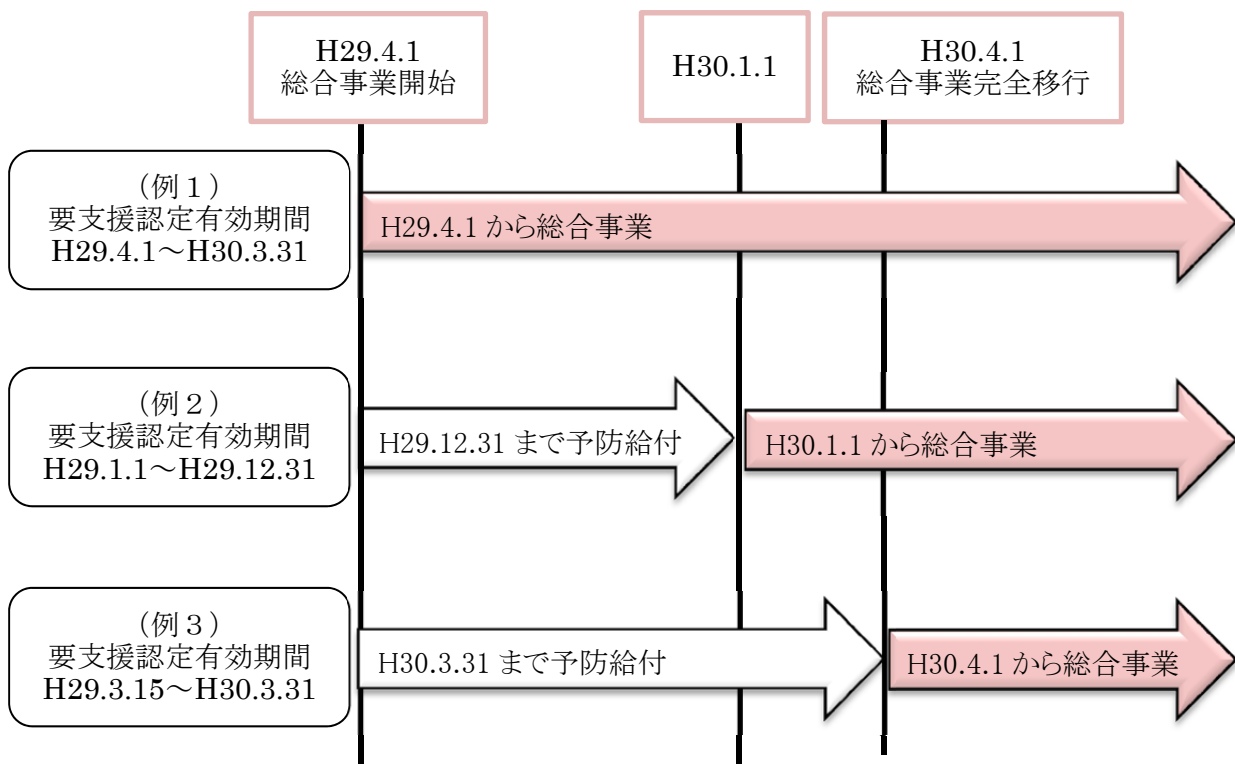 H29.4.1
総合事業開始
H30.1.1
H30.4.1
総合事業完全移行
(例１)
要支援認定有効期間
H29.4.1～H30.3.31
H29.4.1 から総合事業
(例２)
要支援認定有効期間
H29.1.1～H29.12.31
H29.12.31 まで予防給付
H30.1.1 から総合事業
(例３)
要支援認定有効期間
H29.3.15～H30.3.31
H30.3.31 まで予防給付
H30.4.1 から総合事業